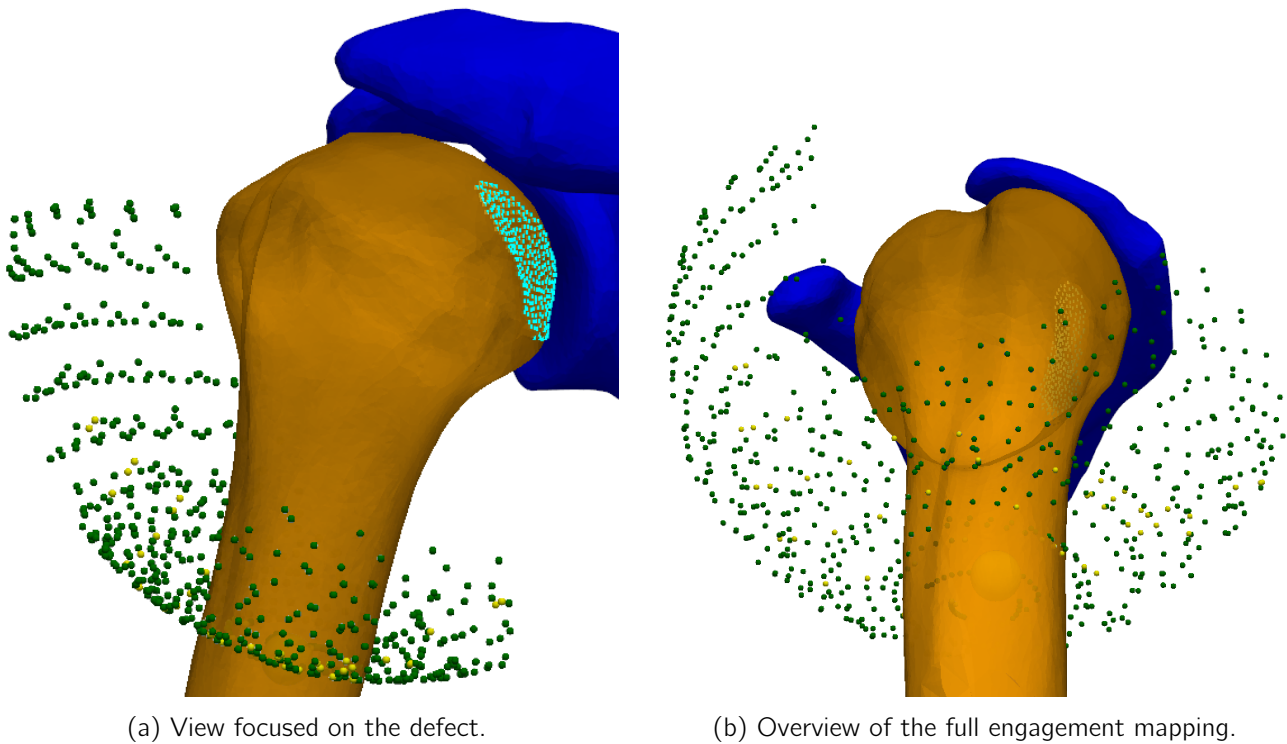 (a) View focused on the defect.
(b) Overview of the full engagement mapping.